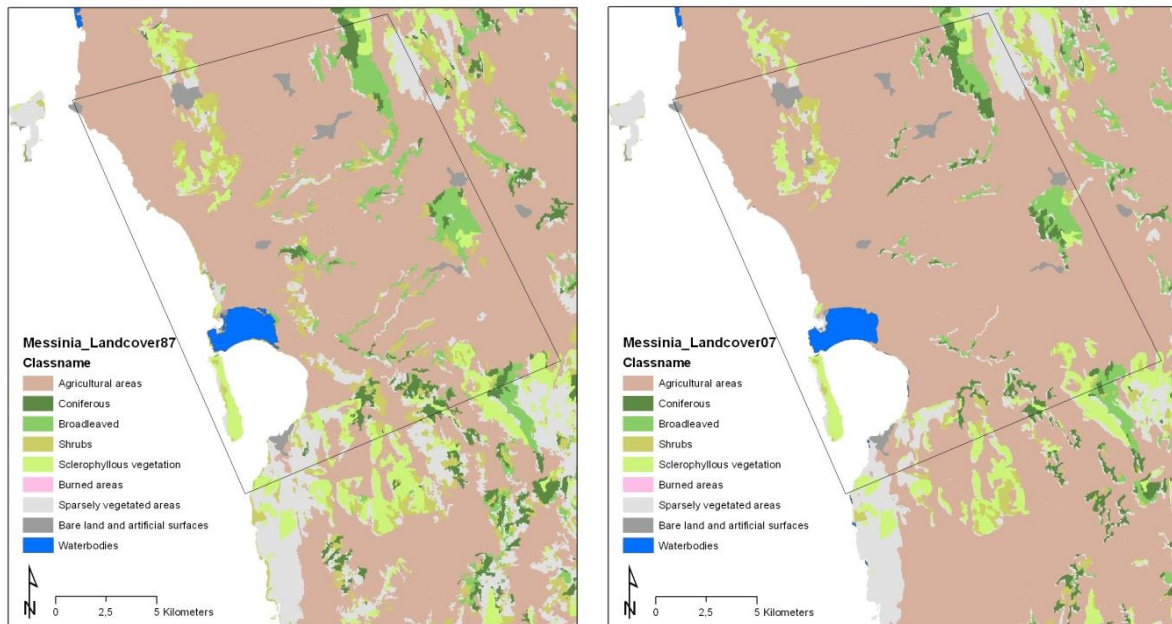 Messinia_Landcover87
Classname
Agricultural areas
Coniferous
Broadleaved
Shrubs
Sclerophyllous vegetation
Burned areas
Sparsely vegetated areas
Bare land and artificial surfaces
Waterbodies
N
0 2,5 5 Kilometers
Messinia_Landcover07
Classname
Agricultural areas
Coniferous
Broadleaved
Shrubs
Sclerophyllous vegetation
Burned areas
Sparsely vegetated areas
Bare land and artificial surfaces
Waterbodies
N
0 2,5 5 Kilometers